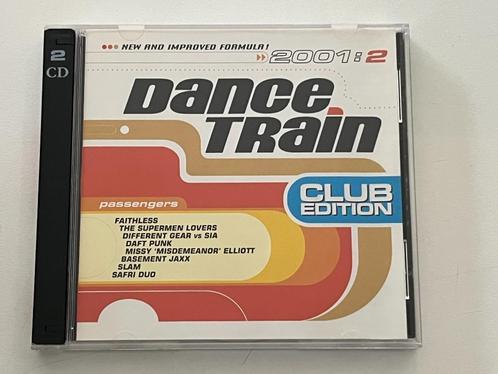 2
CD
NEW AND IMPROVED FORMULA!
2001:2
Dance.
Train
CLUB
EDITION
passengers
FAITHLESS
THE SUPERMEN LOVERS
DIFFERENT GEAR vs SIA
DAFT PUNK
MISSY 'MISDEMEANOR' ELLIOTT
BASEMENT JAXX
SLAM
SAFRI DUO